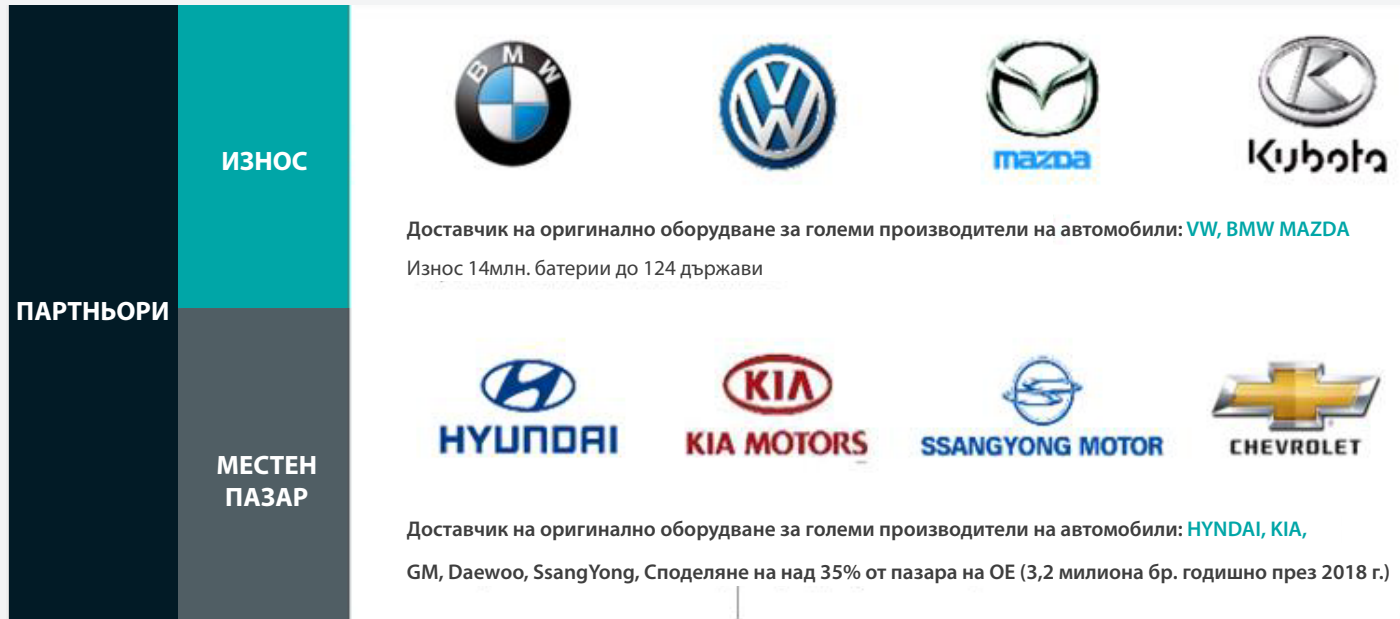 ПАРТНЬОРИ
ИЗНОС
BMW
mazda
Kubota
Доставчик на оригинално оборудване за големи производители на автомобили: VW, BMW MAZDA
Износ 14млн. батерии до 124 държави
МЕСТЕН
ПАЗАР
HYUNDAI
KIA
KIA MOTORS
SSANGYONG MOTOR
CHEVROLET
Доставчик на оригинално оборудване за големи производители на автомобили: HYNDAI, KIA,
GM, Daewoo, SsangYong, Споделяне на над 35% от пазара на OE (3,2 милиона бр. годишно през 2018 г.)